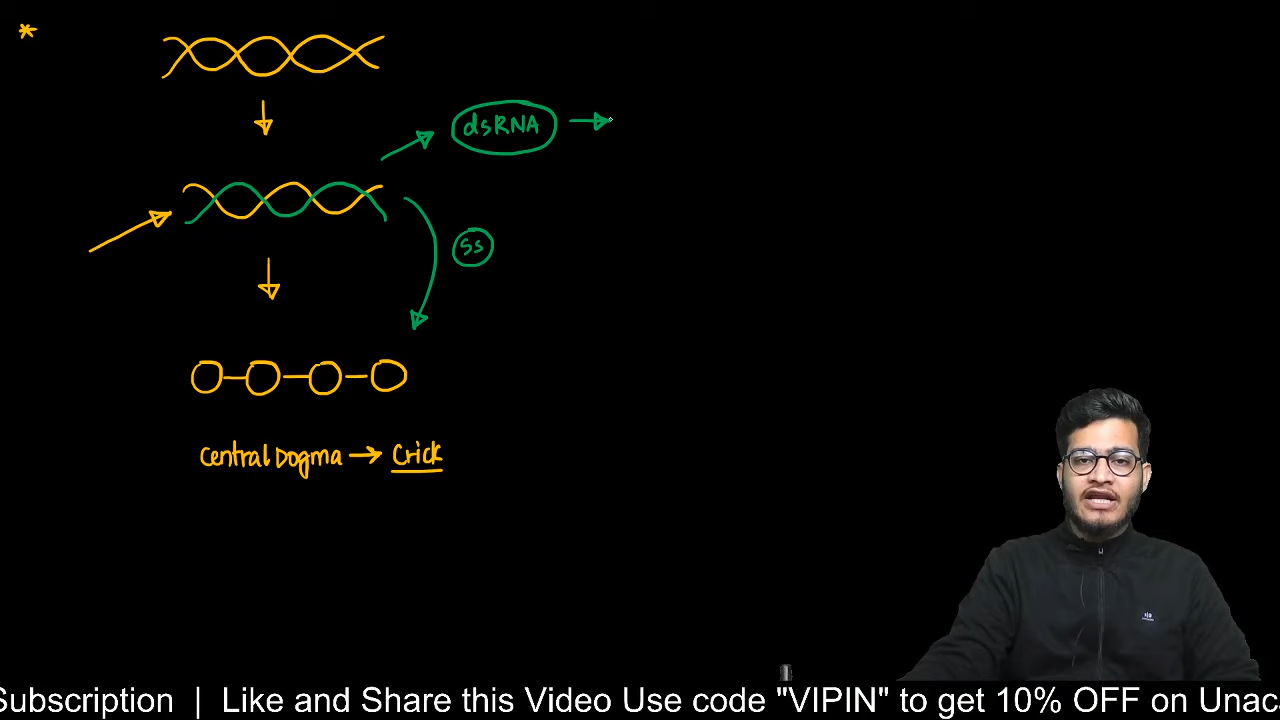 *
dsRNA
SS
Central Dogma → Crick
Subscription | Like and Share this Video Use code "VIPIN" to get 10% OFF on Unac